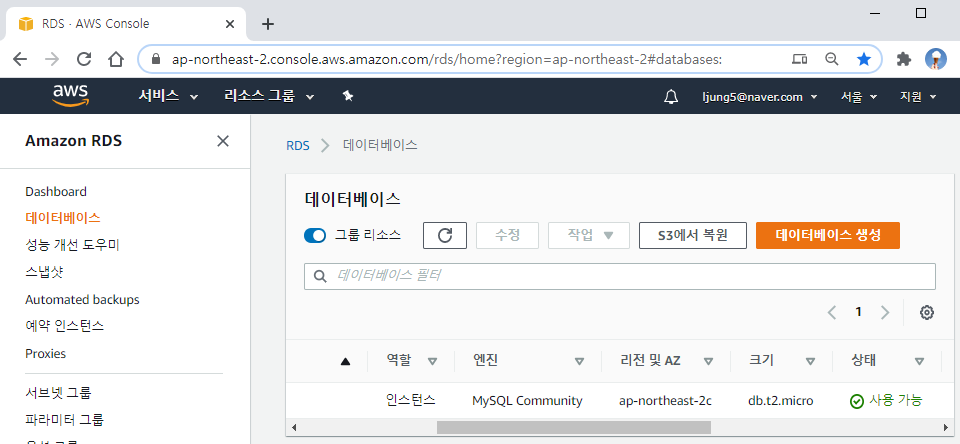 RDS · AWS Console
ap-northeast-2.console.aws.amazon.com/rds/home?region=ap-northeast-2#databases:
aws 서비스 리소스 그룹 ljung5@naver.com 서울 지원
Amazon RDS
Dashboard
데이터베이스
성능 개선 도우미
스냅샷
Automated backups
예약 인스턴스
Proxies
서브넷 그룹
파라미터 그룹
옵션 그룹
RDS 데이터베이스
데이터베이스
그룹 리소스 수정 작업 S3에서 복원 데이터베이스 생성
데이터베이스 필터
1
역할 엔진 리전 및 AZ 크기 상태
인스턴스 MySQL Community ap-northeast-2c db.t2.micro 사용 가능